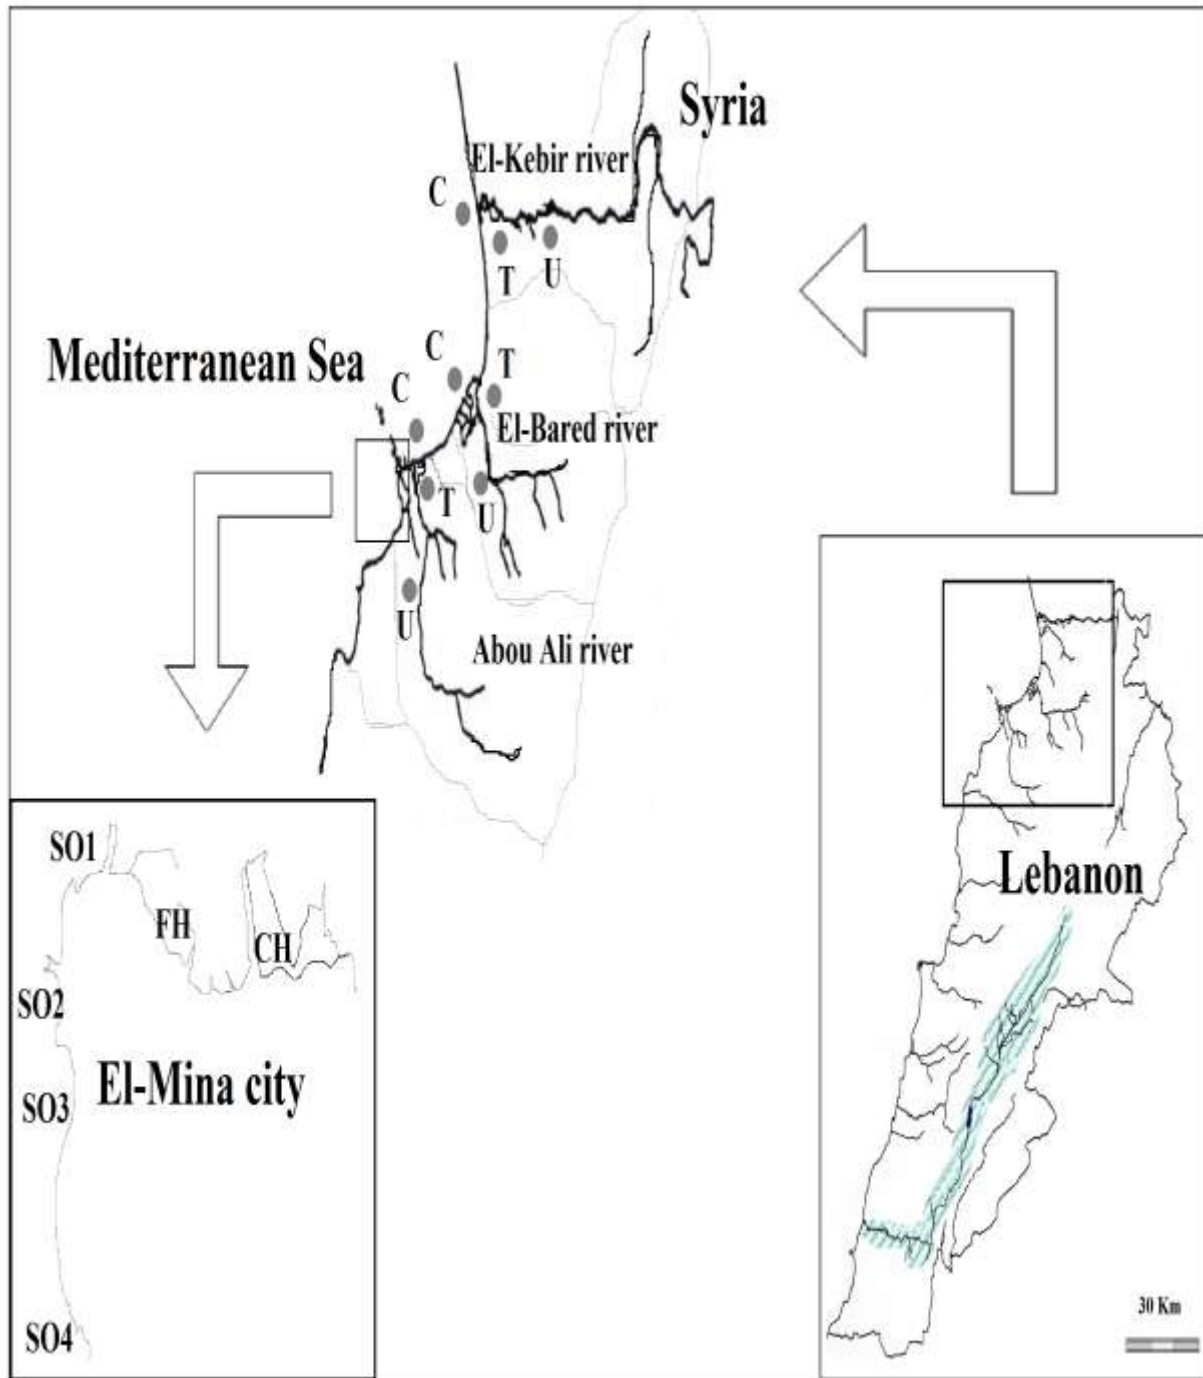 Syria
El-Kebir river
C
T
U
Mediterranean Sea
C
T
C
El-Bared river
T
U
U
Abou Ali river
SO1
FH
CH
SO2
El-Mina city
SO3
SO4
Lebanon
30 Km